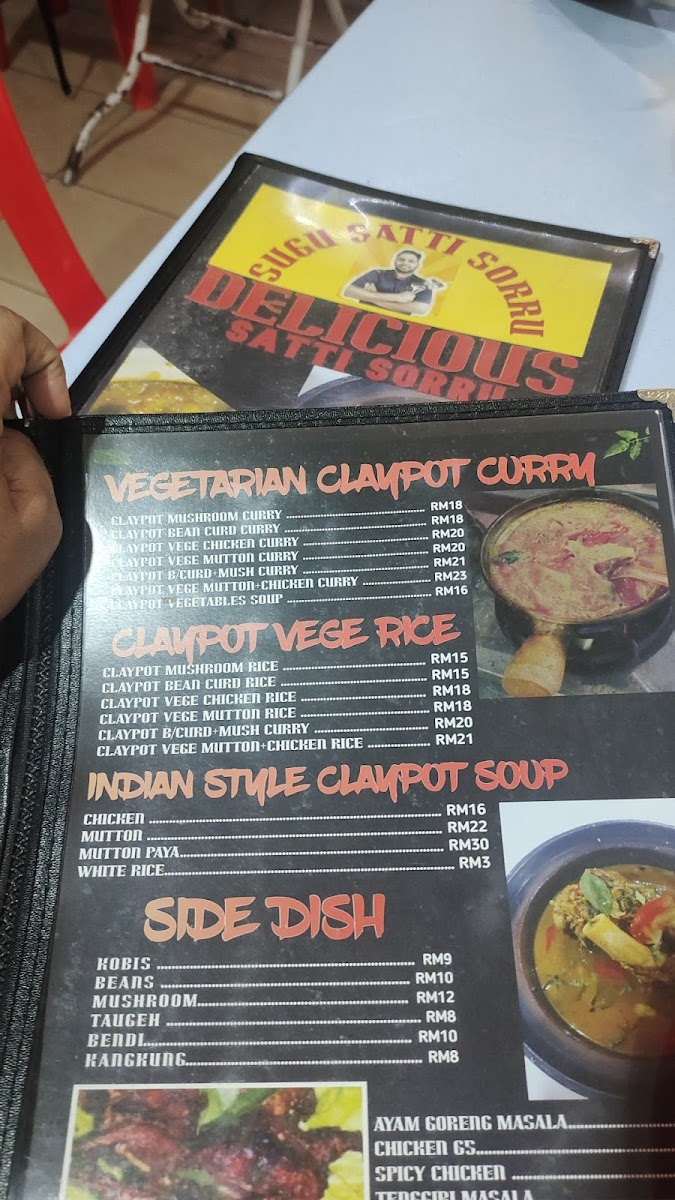 SUGU SATTI SORRU
DELICIOUS
SATTI SORRU
VEGETARIAN CLAYPOT CURRY
CLAYPOT MUSHROOM CURRY RM18
CLAYPOT BEAN CURD CURRY RM18
CLAYPOT VEGE CHICKEN CURRY RM20
CLAYPOT VEGE MUTTON CURRY RM20
CLAYPOT B/CURD+MUSH CURRY RM21
CLAYPOT VEGE MUTTON+CHICKEN CURRY RM23
CLAYPOT VEGETABLES SOUP RM16
CLAYPOT VEGE RICE
CLAYPOT MUSHROOM RICE RM15
CLAYPOT BEAN CURD RICE RM15
CLAYPOT VEGE CHICKEN RICE RM18
CLAYPOT VEGE MUTTON RICE RM18
CLAYPOT B/CURD+MUSH CURRY RM20
CLAYPOT VEGE MUTTON+CHICKEN RICE RM21
INDIAN STYLE CLAYPOT SOUP
CHICKEN RM16
MUTTON RM22
MUTTON PAYA RM30
WHITE RICE RM3
SIDE DISH
KOBIS RM9
BEANS RM10
MUSHROOM RM12
TAUGEH RM8
BENDI RM10
KANGKUNG RM8
AYAM GORENG MASALA
CHICKEN 65
SPICY CHICKEN
TENGGIRI MASALA